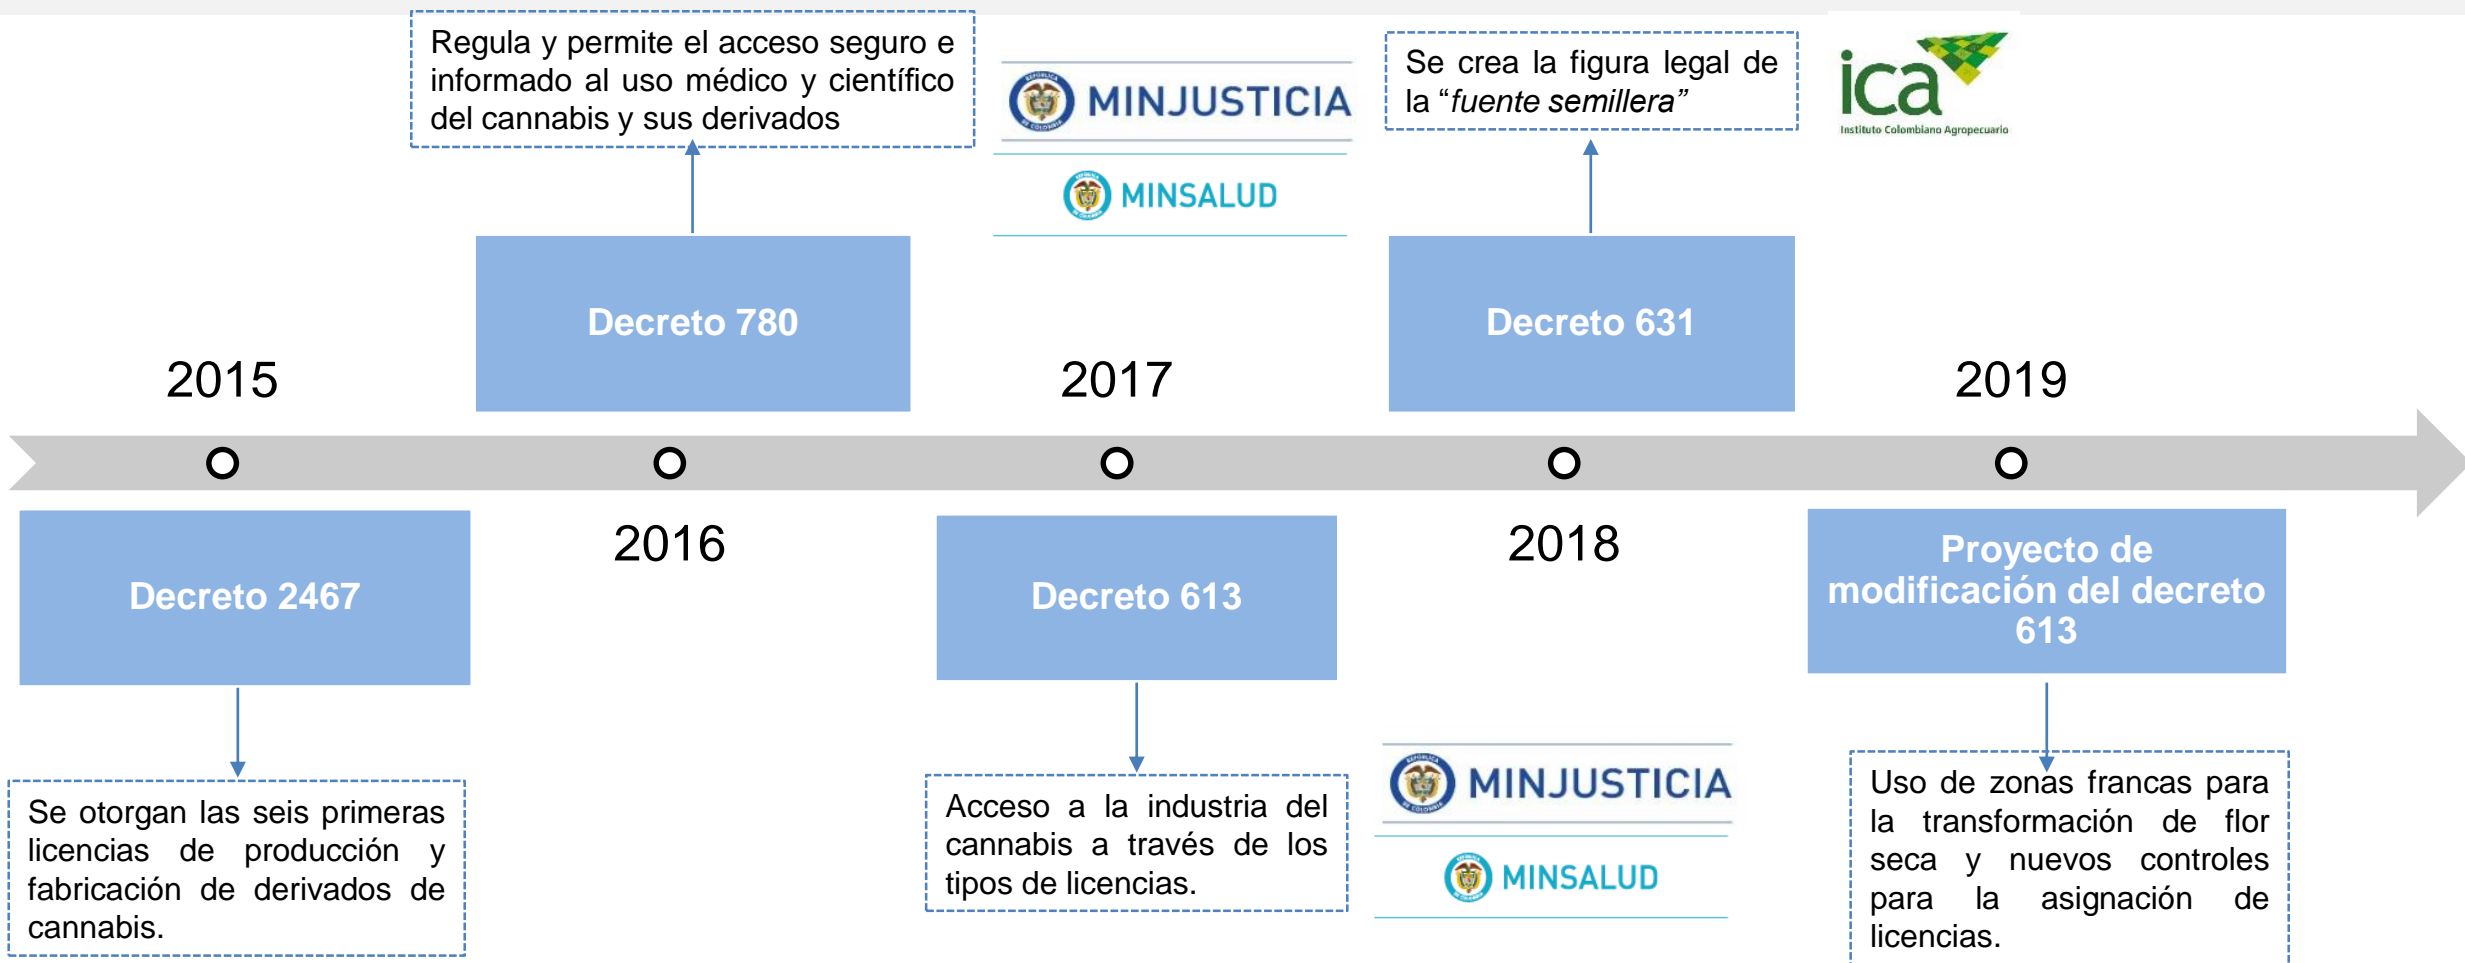 Regula y permite el acceso seguro e
informado al uso médico y científico
del cannabis y sus derivados
MINJUSTICIA
MINSALUD
Se crea la figura legal de
la “fuente semillera”
ica
Instituto Colombiano Agropecuario
Decreto 780
Decreto 631
2015
2017
2019
2016
2018
Decreto 2467
Decreto 613
Proyecto de
modificación del decreto
613
Se otorgan las seis primeras
licencias de producción y
fabricación de derivados de
cannabis.
Acceso a la industria del
cannabis a través de los
tipos de licencias.
MINJUSTICIA
MINSALUD
Uso de zonas francas para
la transformación de flor
seca y nuevos controles
para la asignación de
licencias.